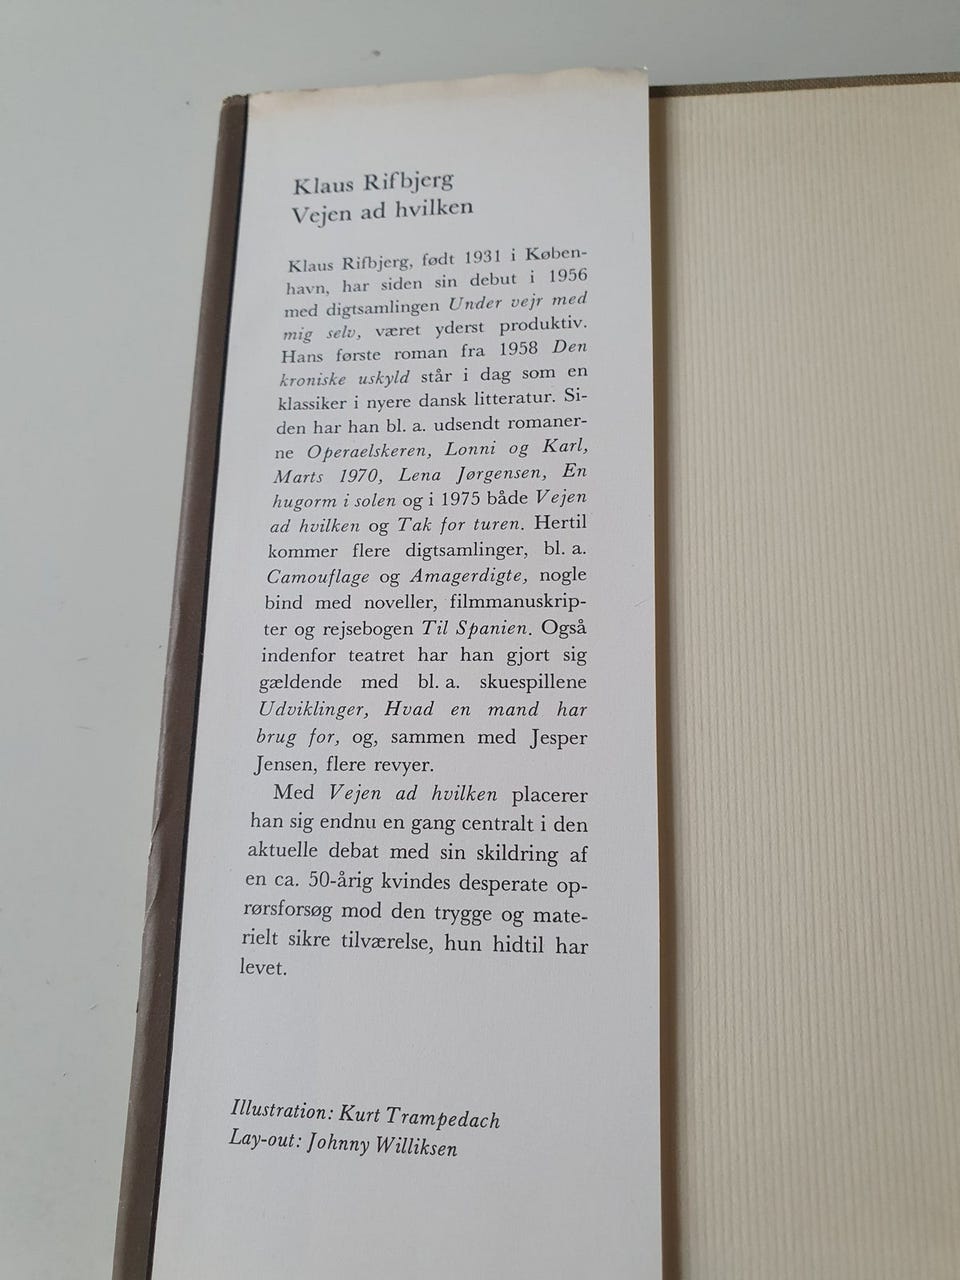 Klaus Rifbjerg
Vejen ad hvilken
Klaus Rifbjerg, født 1931 i Køben-
havn, har siden sin debut i 1956
med digtsamlingen Under vejr med
mig selv, været yderst produktiv.
Hans første roman fra 1958 Den
kroniske uskyld står i dag som en
klassiker i nyere dansk litteratur. Si-
den har han bl. a. udsendt romaner-
ne Operaelskeren, Lonni og Karl,
Marts 1970, Lena Jørgensen, En
hugorm i solen og i 1975 både Vejen
ad hvilken og Tak for turen. Hertil
kommer flere digtsamlinger, bl. a.
Camouflage og Amagerdigte, nogle
bind med noveller, filmmanuskrip-
ter og rejsebogen Til Spanien. Også
indenfor teatret har han gjort sig
gældende med bl. a. skuespillene
Udviklinger, Hvad en mand har
brug for, og, sammen med Jesper
Jensen, flere revyer.
Med Vejen ad hvilken placerer
han sig endnu en gang centralt i den
aktuelle debat med sin skildring af
en ca. 50-årig kvindes desperate op-
rørsforsøg mod den trygge og mate-
rielt sikre tilværelse, hun hidtil har
levet.
Illustration: Kurt Trampedach
Lay-out: Johnny Williksen